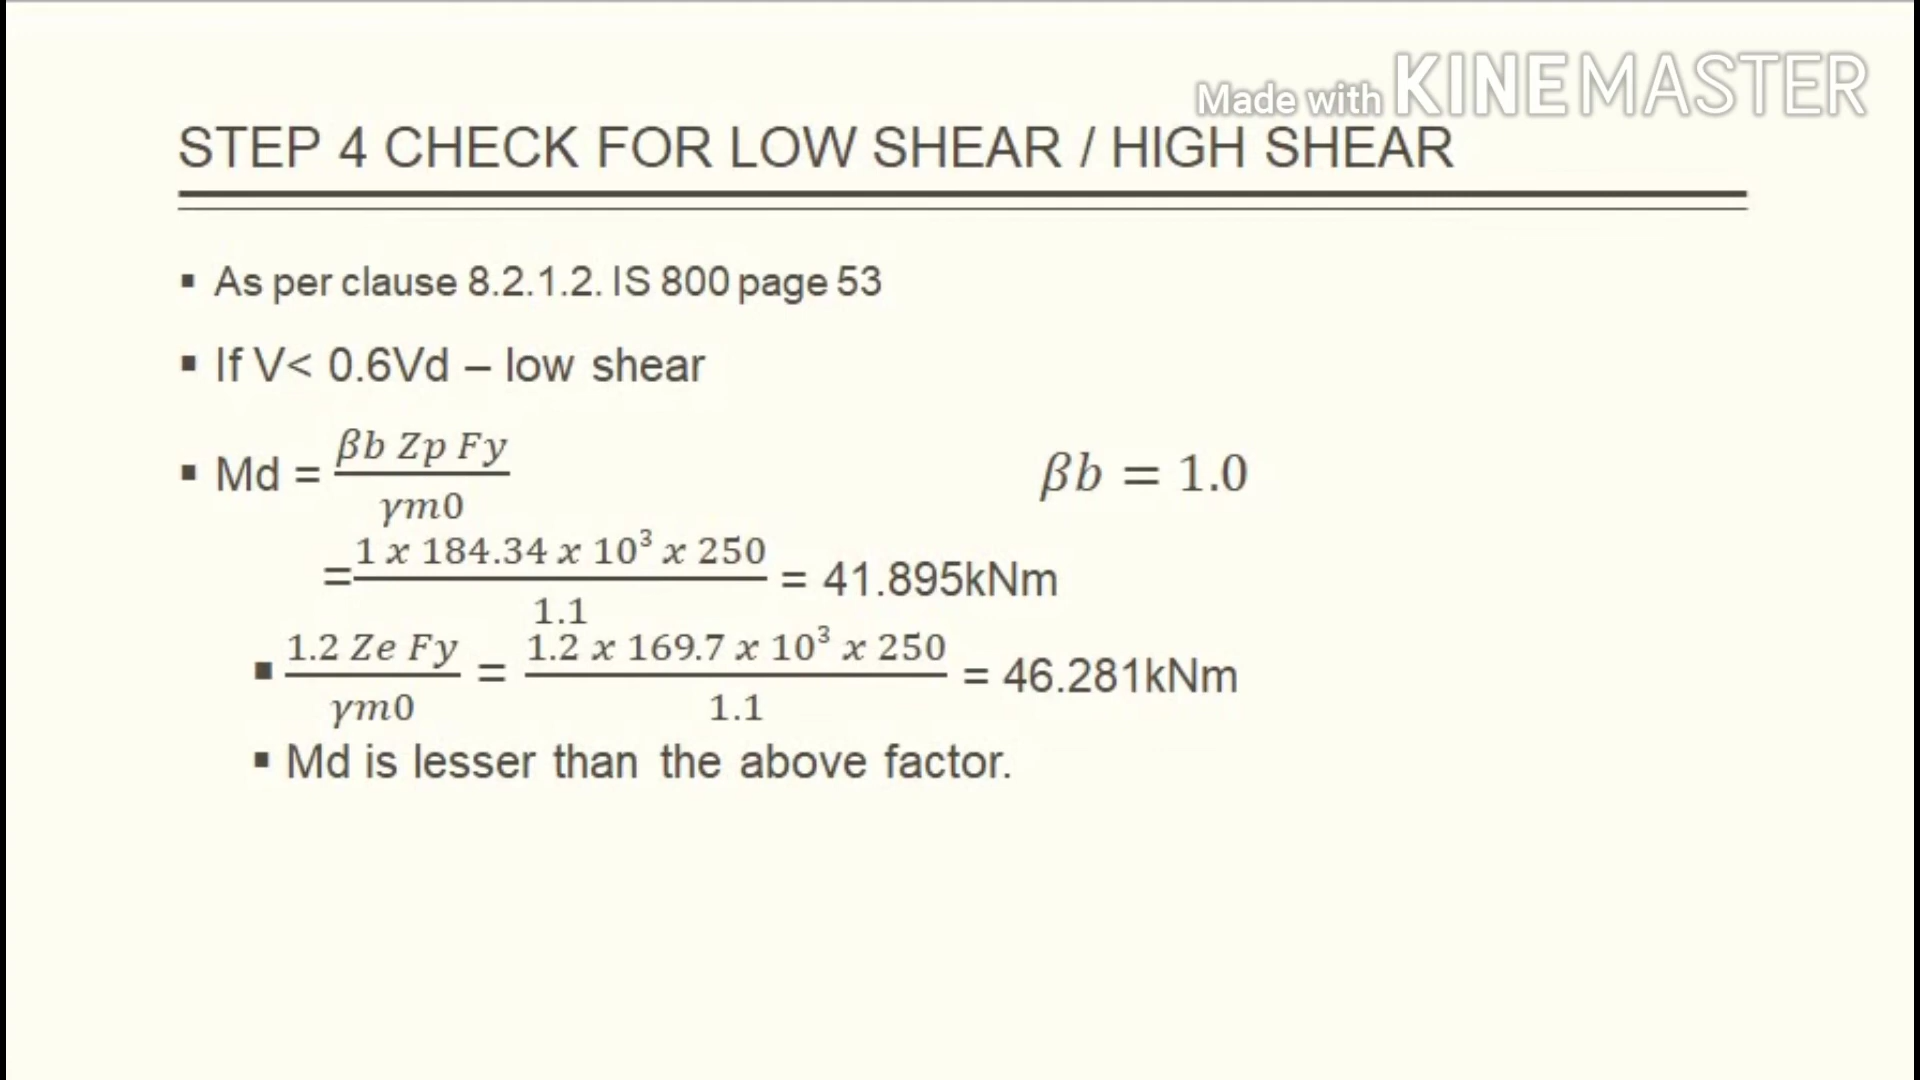 Made with KINEMASTER
STEP 4 CHECK FOR LOW SHEAR / HIGH SHEAR
▪ As per clause 8.2.1.2. IS 800 page 53
▪ If V< 0.6Vd – low shear
▪ Md = βb Zp Fy / γm0
βb = 1.0
= 1 x 184.34 x 10³ x 250 / 1.1 = 41.895kNm
▪ 1.2 Ze Fy / γm0 = 1.2 x 169.7 x 10³ x 250 / 1.1 = 46.281kNm
▪ Md is lesser than the above factor.